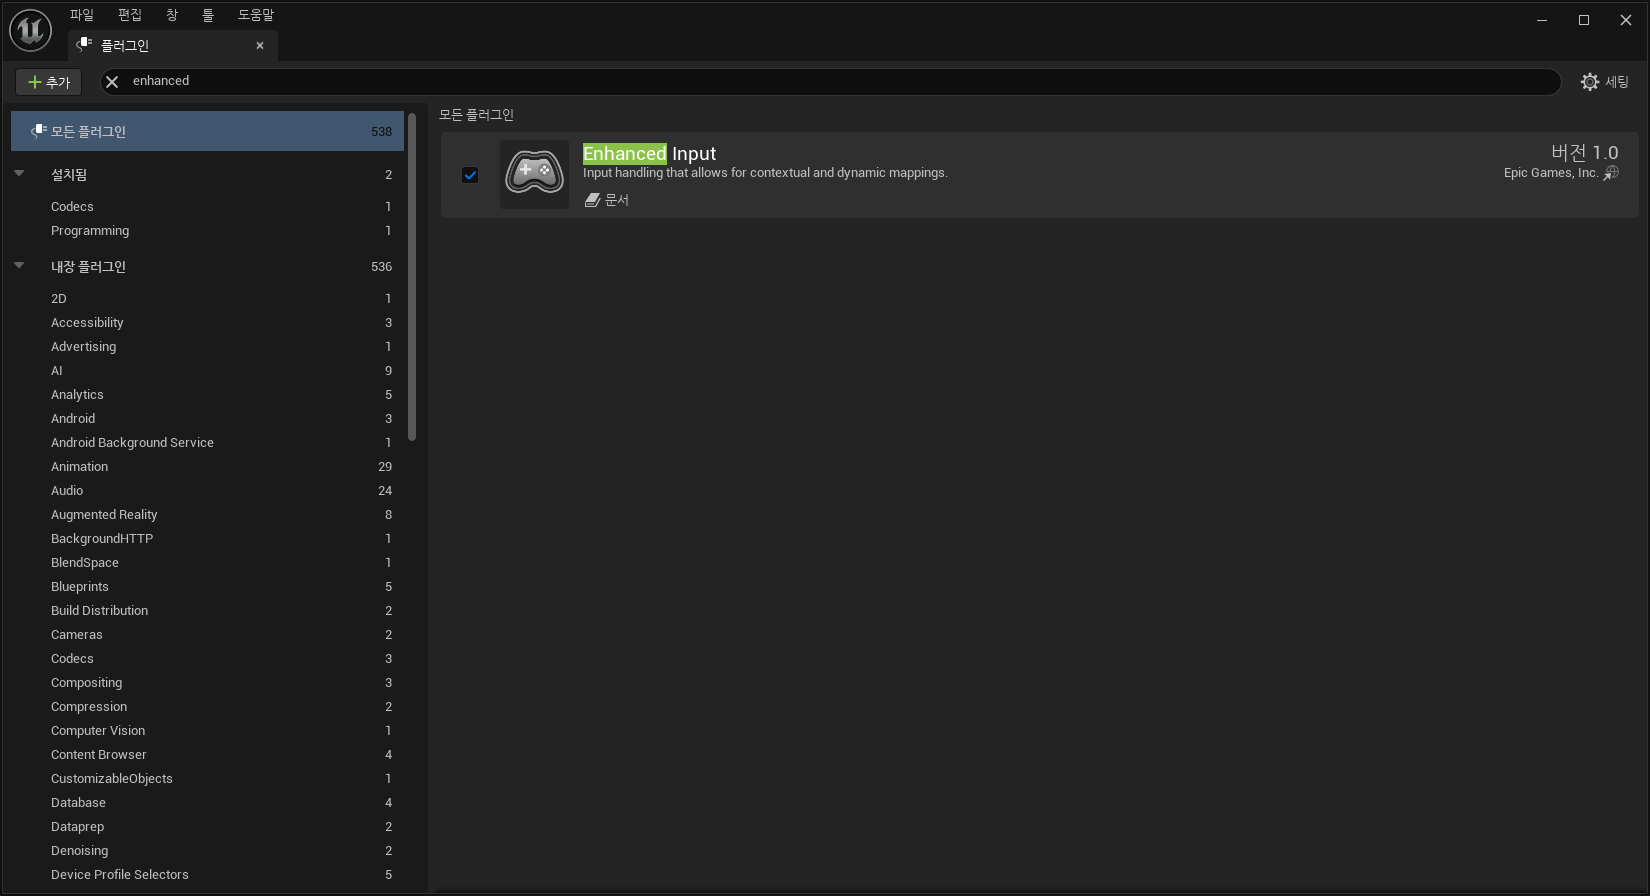 파일 편집 창 툴 도움말
플러그인
추가
enhanced
세팅
모든 플러그인 538
설치됨 2
Codecs 1
Programming 1
내장 플러그인 536
2D 1
Accessibility 3
Advertising 1
AI 9
Analytics 5
Android 3
Android Background Service 1
Animation 29
Audio 24
Augmented Reality 8
BackgroundHTTP 1
BlendSpace 1
Blueprints 5
Build Distribution 2
Cameras 2
Codecs 3
Compositing 3
Compression 2
Computer Vision 1
Content Browser 4
CustomizableObjects 1
Database 4
Dataprep 2
Denoising 2
Device Profile Selectors 5
모든 플러그인
Enhanced Input
버전 1.0
Input handling that allows for contextual and dynamic mappings.
Epic Games, Inc.
문서